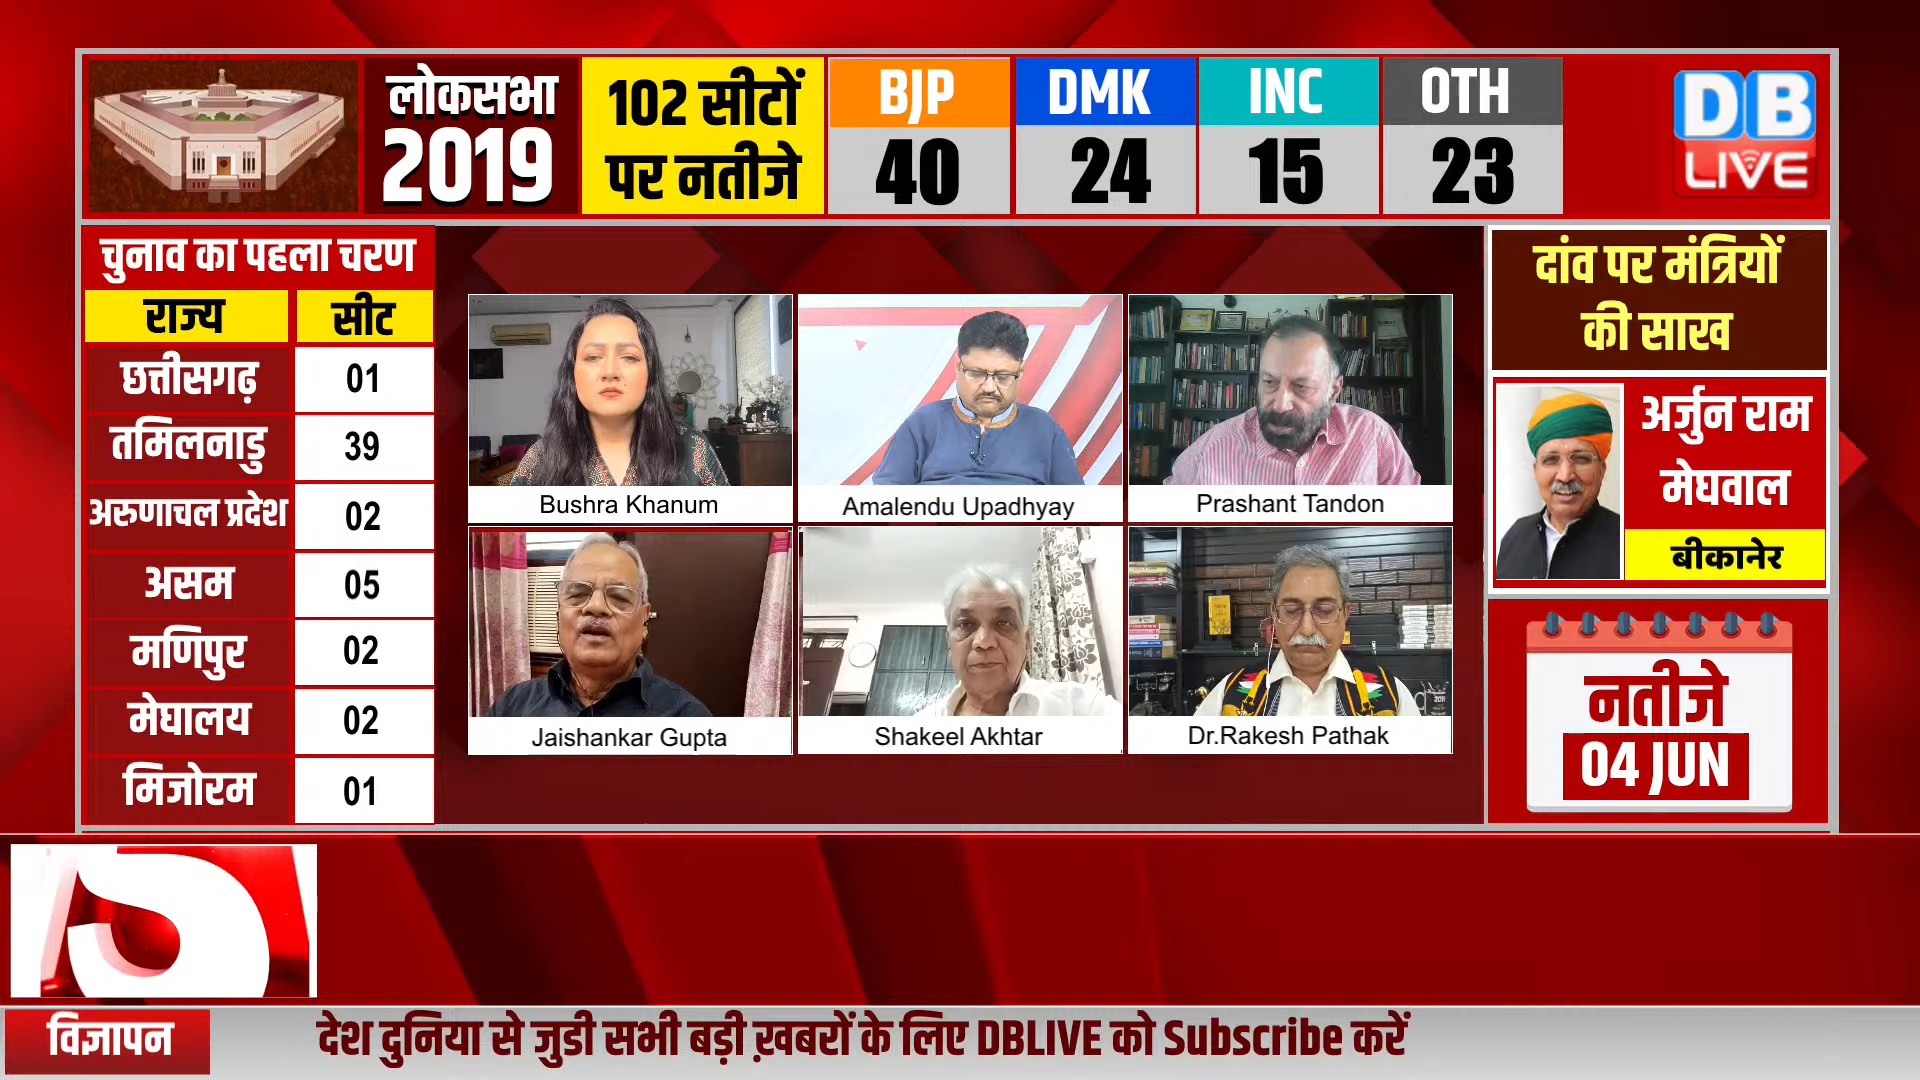 लोकसभा
2019
102 सीटों
पर नतीजे
BJP
40
DMK
24
INC
15
OTH
23
DB
LIVE
चुनाव का पहला चरण
राज्य सीट
छत्तीसगढ़ 01
तमिलनाडु 39
अरुणाचल प्रदेश 02
असम 05
मणिपुर 02
मेघालय 02
मिजोरम 01
Bushra Khanum
Amalendu Upadhyay
Prashant Tandon
Jaishankar Gupta
Shakeel Akhtar
Dr.Rakesh Pathak
दांव पर मंत्रियों
की साख
अर्जुन राम
मेघवाल
बीकानेर
नतीजे
04 JUN
विज्ञापन
देश दुनिया से जुडी सभी बड़ी ख़बरों के लिए DBLIVE को Subscribe करें